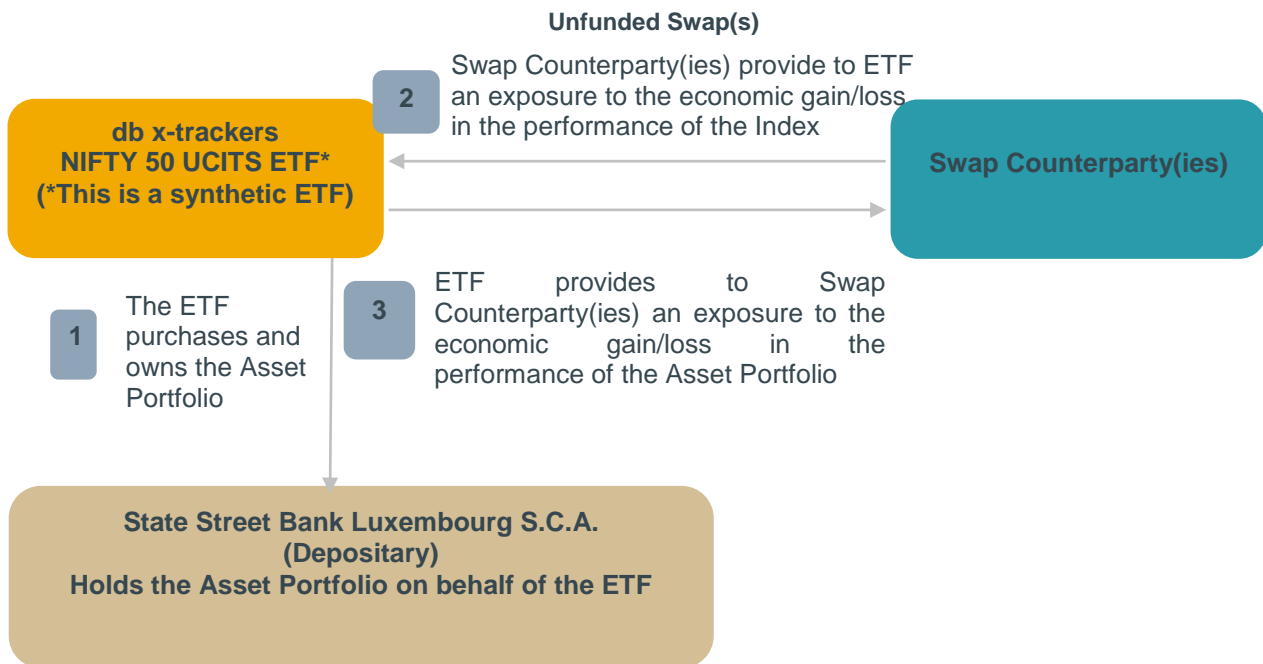 Unfunded Swap(s)
2
Swap Counterparty(ies) provide to ETF
an exposure to the economic gain/loss
in the performance of the Index
db x-trackers
NIFTY 50 UCITS ETF*
(*This is a synthetic ETF)
Swap Counterparty(ies)
1
The ETF
purchases and
owns the Asset
Portfolio
3
ETF provides to Swap
Counterparty(ies) an exposure to the
economic gain/loss in the
performance of the Asset Portfolio
State Street Bank Luxembourg S.C.A.
(Depositary)
Holds the Asset Portfolio on behalf of the ETF